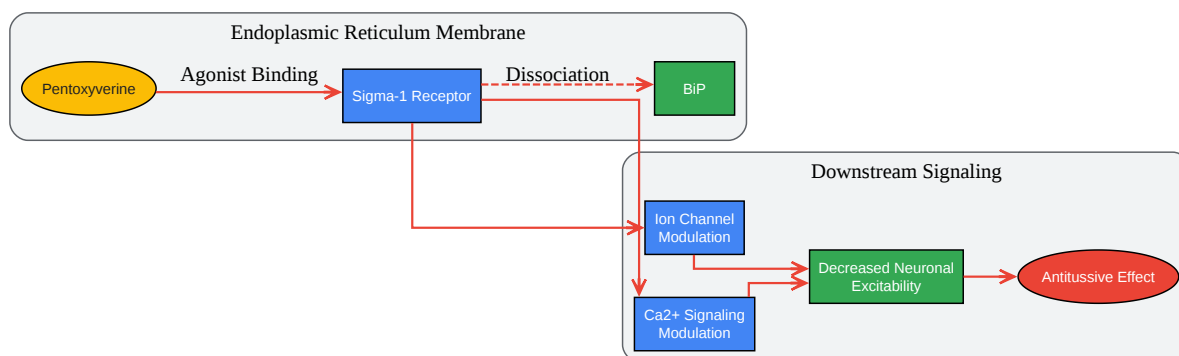 Endoplasmic Reticulum Membrane
Pentoxyverine
Agonist Binding
Sigma-1 Receptor
Dissociation
BiP
Downstream Signaling
Ion Channel
Modulation
Decreased Neuronal
Excitability
Antitussive Effect
Ca2+ Signaling
Modulation